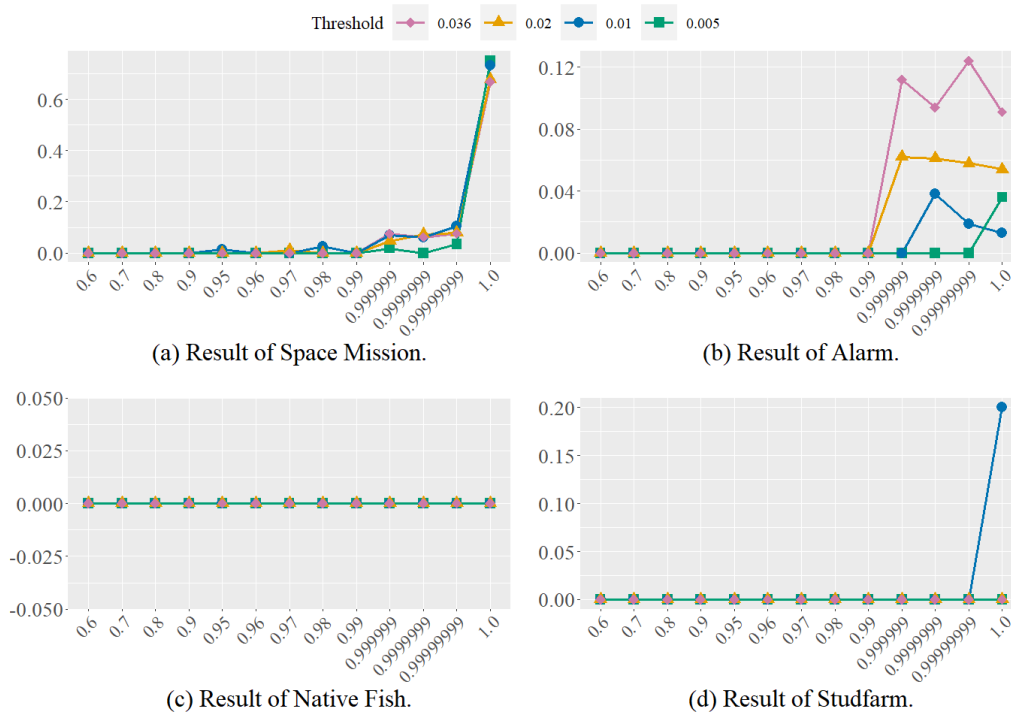 Threshold 0.036 0.02 0.01 0.005
0.6
0.4
0.2
0.0
0.6 0.7 0.8 0.9 0.95 0.96 0.97 0.98 0.99 0.999999 0.9999999 0.99999999 1.0
(a) Result of Space Mission.
0.12
0.08
0.04
0.00
0.6 0.7 0.8 0.9 0.95 0.96 0.97 0.98 0.99 0.999999 0.9999999 0.99999999 1.0
(b) Result of Alarm.
0.050
0.025
0.000
-0.025
-0.050
0.6 0.7 0.8 0.9 0.95 0.96 0.97 0.98 0.99 0.999999 0.9999999 0.99999999 1.0
(c) Result of Native Fish.
0.20
0.15
0.10
0.05
0.00
0.6 0.7 0.8 0.9 0.95 0.96 0.97 0.98 0.99 0.999999 0.9999999 0.99999999 1.0
(d) Result of Studfarm.